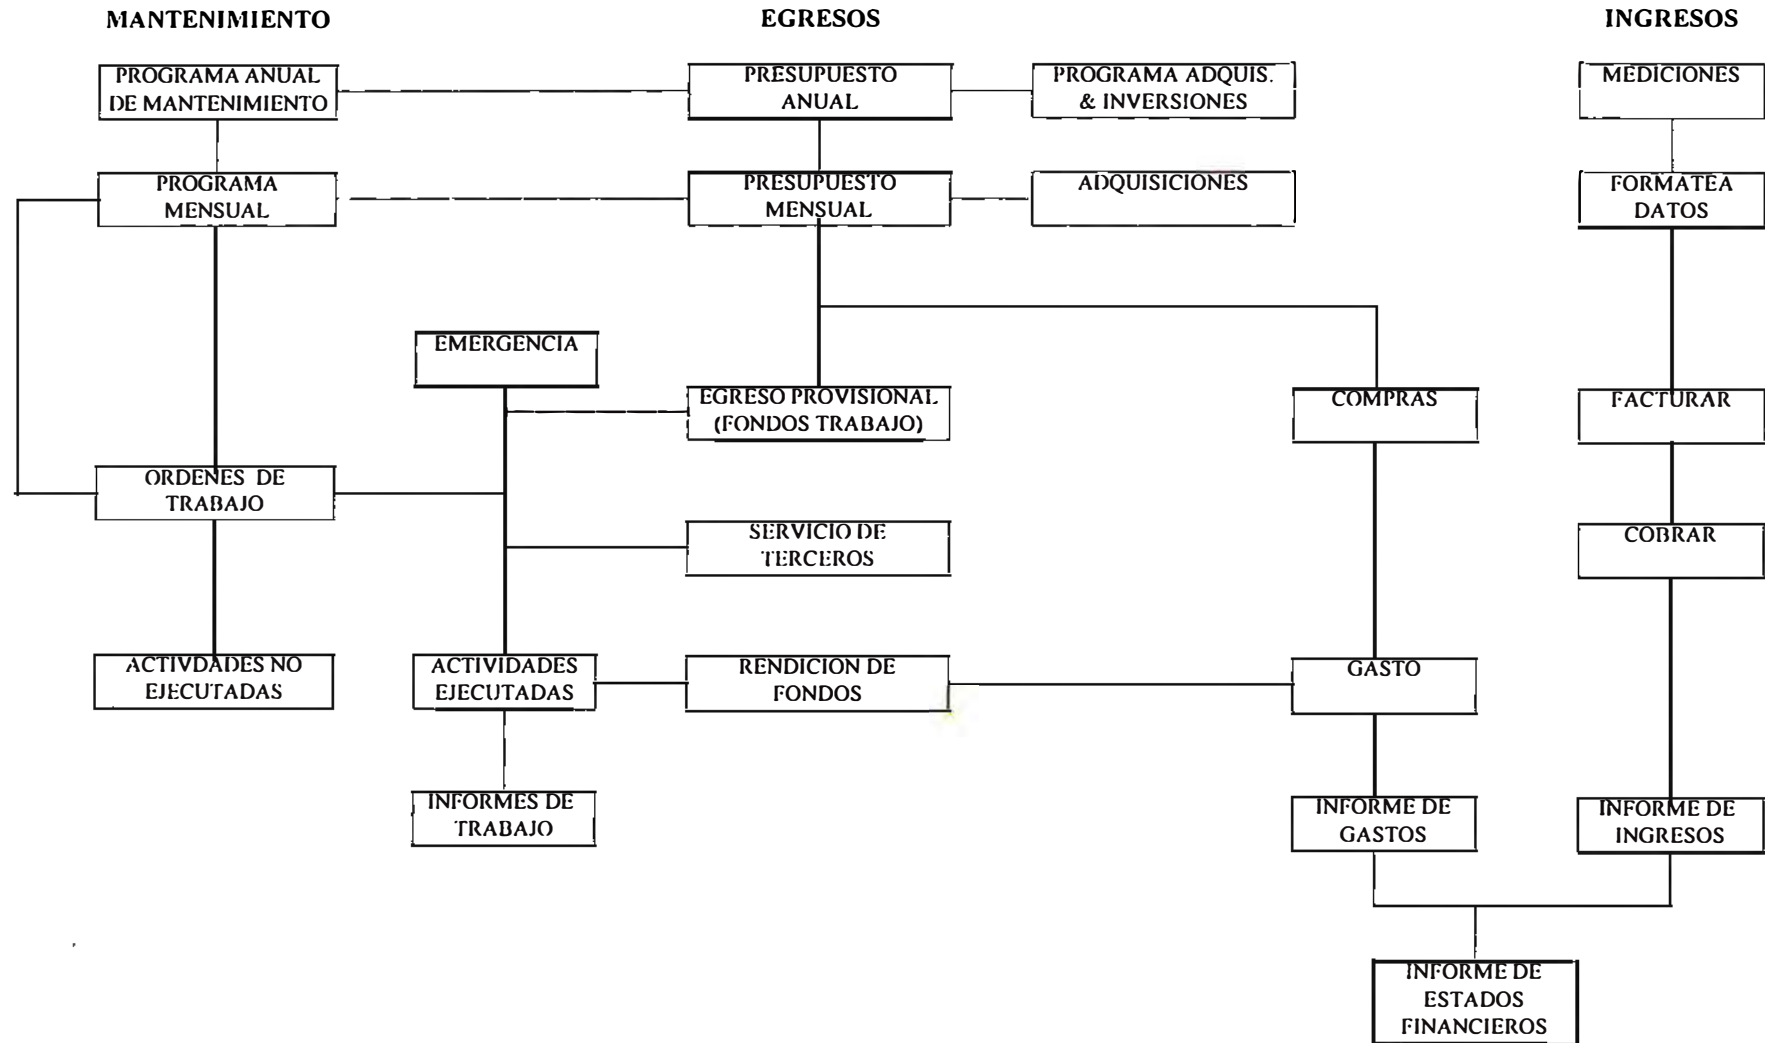 MANTENIMIENTO
EGRESOS
INGRESOS
PROGRAMA ANUAL
DE MANTENIMIENTO
PRESUPUESTO
ANUAL
PROGRAMA ADQUIS.
& INVERSIONES
MEDICIONES
PROGRAMA
MENSUAL
PRESUPUESTO
MENSUAL
ADQUISICIONES
FORMATEA
DATOS
EMERGENCIA
EGRESO PROVISIONAL
(FONDOS TRABAJO)
COMPRAS
FACTURAR
ORDENES DE
TRABAJO
SERVICIO DE
TERCEROS
COBRAR
ACTIVDADES NO
EJECUTADAS
ACTIVIDADES
EJECUTADAS
RENDICION DE
FONDOS
GASTO
INFORMES DE
TRABAJO
INFORME DE
GASTOS
INFORME DE
INGRESOS
INFORME DE
ESTADOS
FINANCIEROS